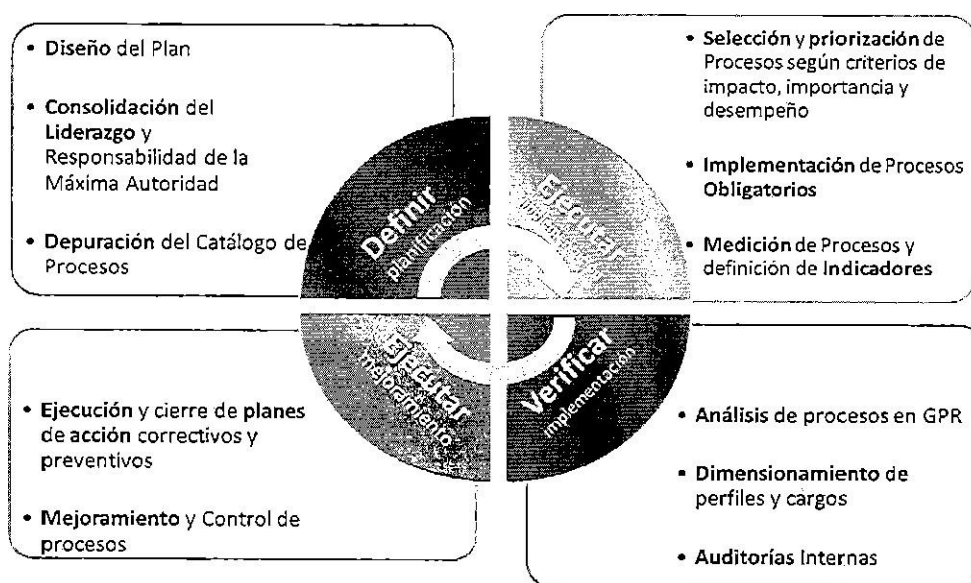 • Diseño del Plan
• Consolidación del
Liderazgo y
Responsabilidad de la
Máxima Autoridad
• Depuración del Catálogo de
Procesos
• Selección y priorización de
Procesos según criterios de
impacto, importancia y
desempeño
• Implementación de Procesos
Obligatorios
• Medición de Procesos y
definición de Indicadores
Definir
planificación
Ejecutar
Ejecutar
mejoramiento
Verificar
implementación
• Ejecución y cierre de planes
de acción correctivos y
preventivos
• Mejoramiento y Control de
procesos
• Análisis de procesos en GPR
• Dimensionamiento de
perfiles y cargos
• Auditorías Internas